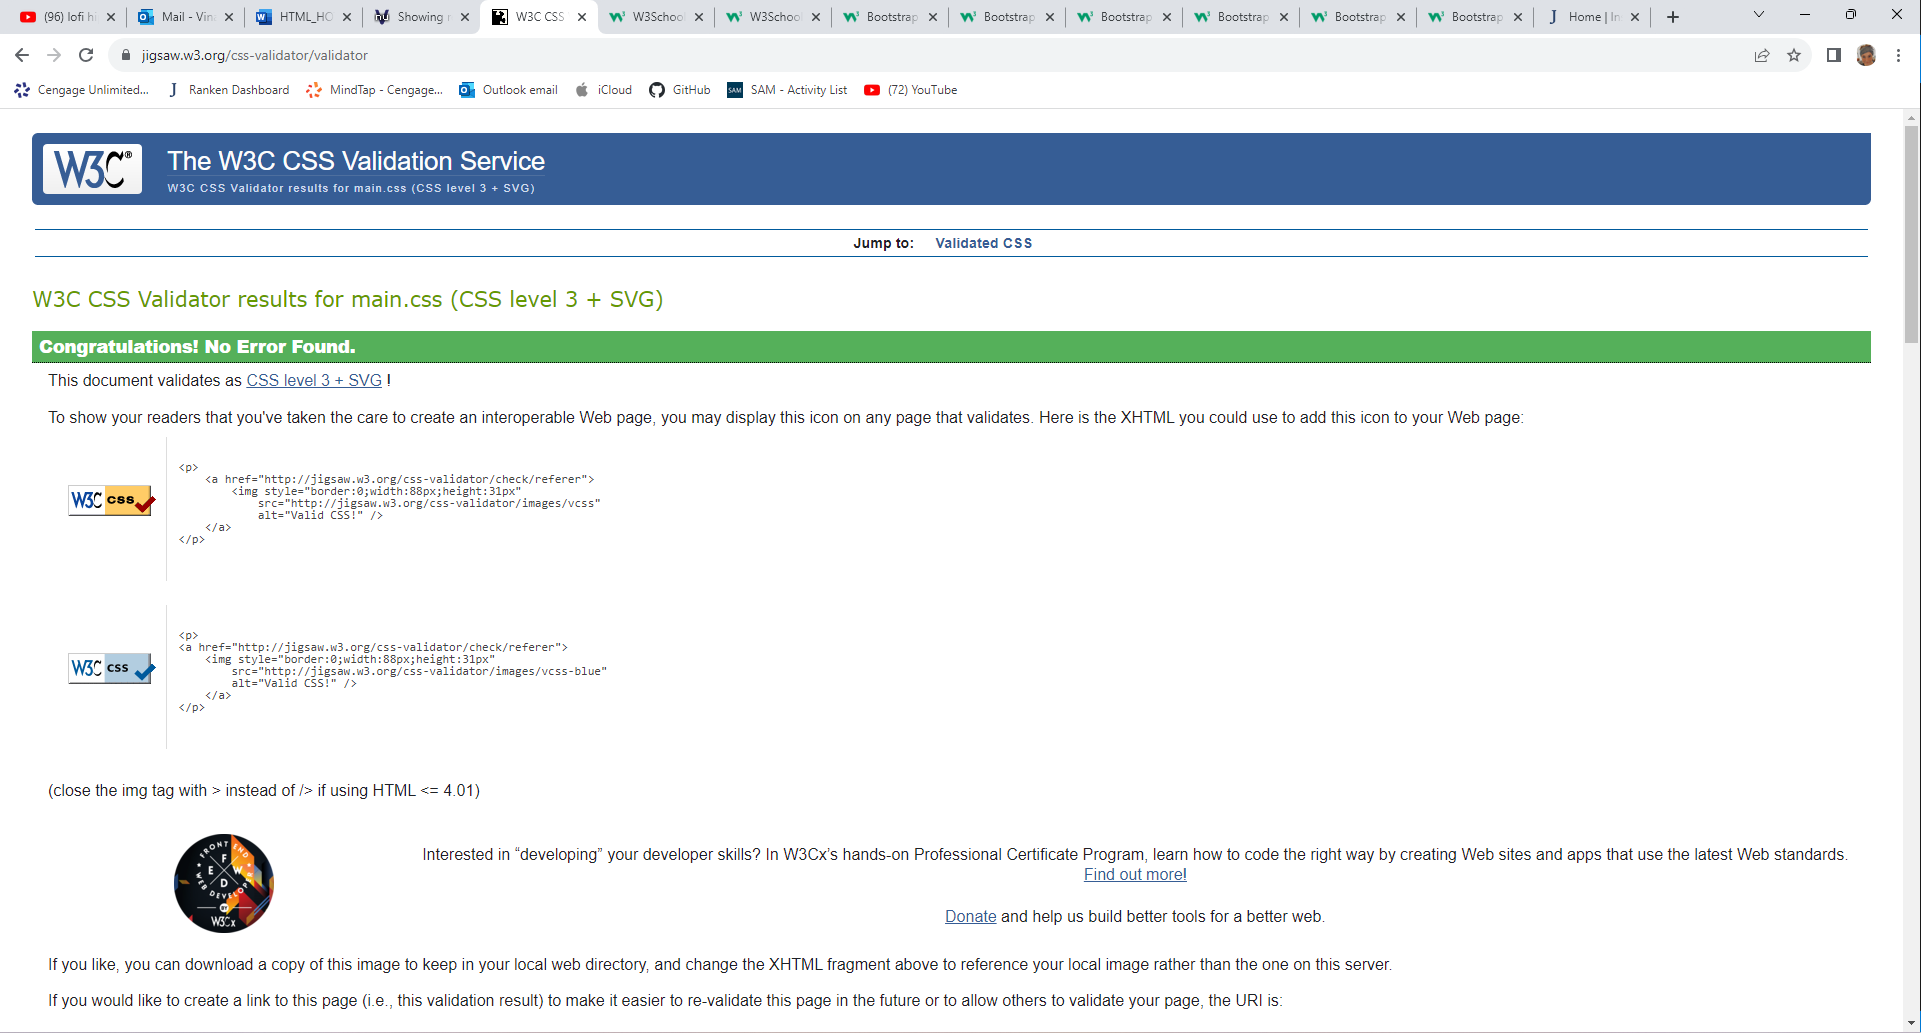 (96) lofi hi
Mail - Vin
HTML_HO
Showing r
W3C CSS
W3School
W3School
Bootstrap
Bootstrap
Bootstrap
Bootstrap
Bootstrap
Bootstrap
Home | In
jigsaw.w3.org/css-validator/validator
Cengage Unlimited...
Ranken Dashboard
MindTap - Cengage...
Outlook email
iCloud
GitHub
SAM
SAM - Activity List
(72) YouTube
W3C®
The W3C CSS Validation Service
W3C CSS Validator results for main.css (CSS level 3 + SVG)
Jump to: Validated CSS
W3C CSS Validator results for main.css (CSS level 3 + SVG)
Congratulations! No Error Found.
This document validates as CSS level 3 + SVG !
To show your readers that you've taken the care to create an interoperable Web page, you may display this icon on any page that validates. Here is the XHTML you could use to add this icon to your Web page:
W3C css
<p>
<a href="http://jigsaw.w3.org/css-validator/check/referer">
<img style="border:0;width:88px;height:31px"
src="http://jigsaw.w3.org/css-validator/images/vcss"
alt="Valid CSS!" />
</a>
</p>
W3C css
<p>
<a href="http://jigsaw.w3.org/css-validator/check/referer">
<img style="border:0;width:88px;height:31px"
src="http://jigsaw.w3.org/css-validator/images/vcss-blue"
alt="Valid CSS!" />
</a>
</p>
(close the img tag with > instead of /> if using HTML <= 4.01)
FRONT END
F
E W
D
WEB DEVELOPER
W3Cx
Interested in “developing” your developer skills? In W3Cx’s hands-on Professional Certificate Program, learn how to code the right way by creating Web sites and apps that use the latest Web standards.
Find out more!
Donate and help us build better tools for a better web.
If you like, you can download a copy of this image to keep in your local web directory, and change the XHTML fragment above to reference your local image rather than the one on this server.
If you would like to create a link to this page (i.e., this validation result) to make it easier to re-validate this page in the future or to allow others to validate your page, the URI is: